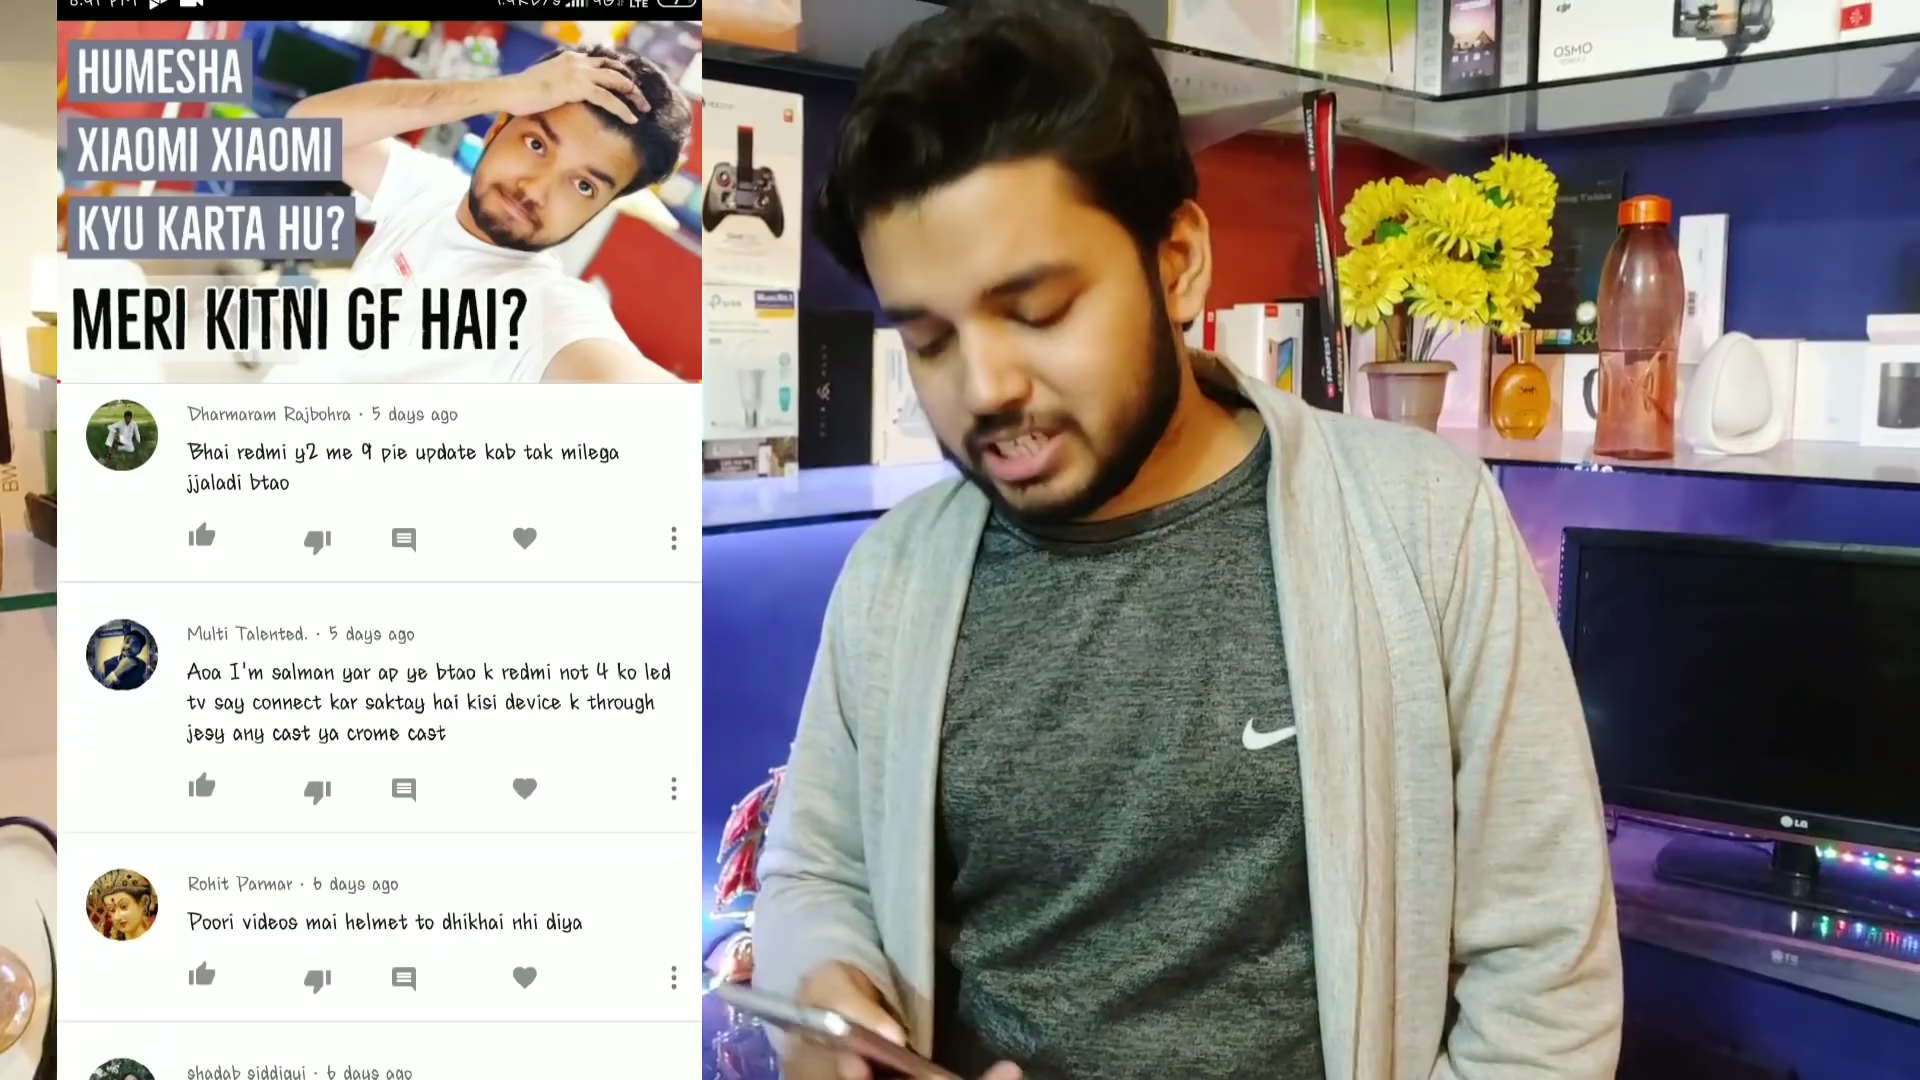 HUMESHA
XIAOMI XIAOMI
KYU KARTA HU?
MERI KITNI GF HAI?
Dharmaram Rajbohra · 5 days ago
Bhai redmi y2 me 9 pie update kab tak milega
jjaladi btao
Multi Talented. · 5 days ago
Aoa I'm salman yar ap ye btao k redmi not 4 ko led
tv say connect kar saktay hai kisi device k through
jesy any cast ya crome cast
Rohit Parmar · 6 days ago
Poori videos mai helmet to dhikhai nhi diya
shadab siddiqui · 6 days ago
LTE
dji
OSMO
FANFEST
LG